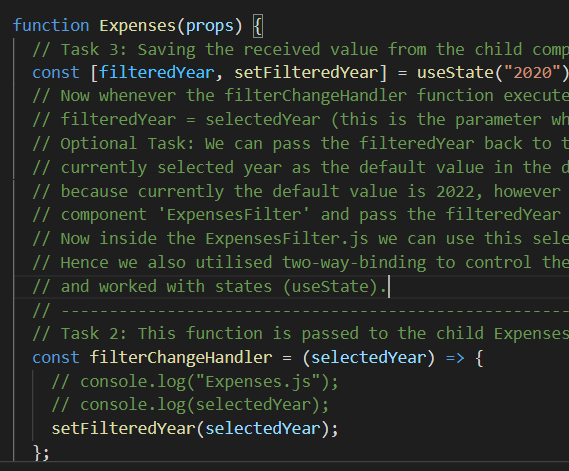 function Expenses(props) {
// Task 3: Saving the received value from the child comp
const [filteredYear, setFilteredYear] = useState("2020")
// Now whenever the filterChangeHandler function execute
// filteredYear = selectedYear (this is the parameter wh
// Optional Task: We can pass the filteredYear back to t
// currently selected year as the default value in the d
// because currently the default value is 2022, however
// component 'ExpensesFilter' and pass the filteredYear
// Now inside the ExpensesFilter.js we can use this sele
// Hence we also utilised two-way-binding to control the
// and worked with states (useState).
// -----------------------------------------------------
// Task 2: This function is passed to the child Expenses
const filterChangeHandler = (selectedYear) => {
// console.log("Expenses.js");
// console.log(selectedYear);
setFilteredYear(selectedYear);
};